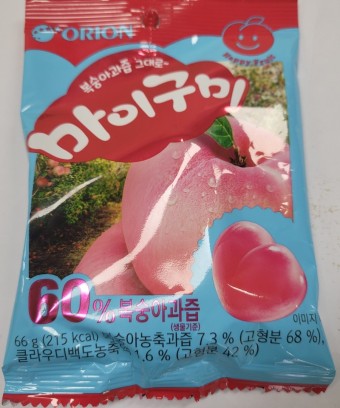 ORION
Happy Fruit
복숭아과즙 그대로~
마이구미
60% 복숭아과즙
(생물기준)
이미지
66 g (215 kcal) 숭아농축과즙 7.3 % (고형분 68 %),
클라우디백도농축 1.6 % (고형분 42 %)